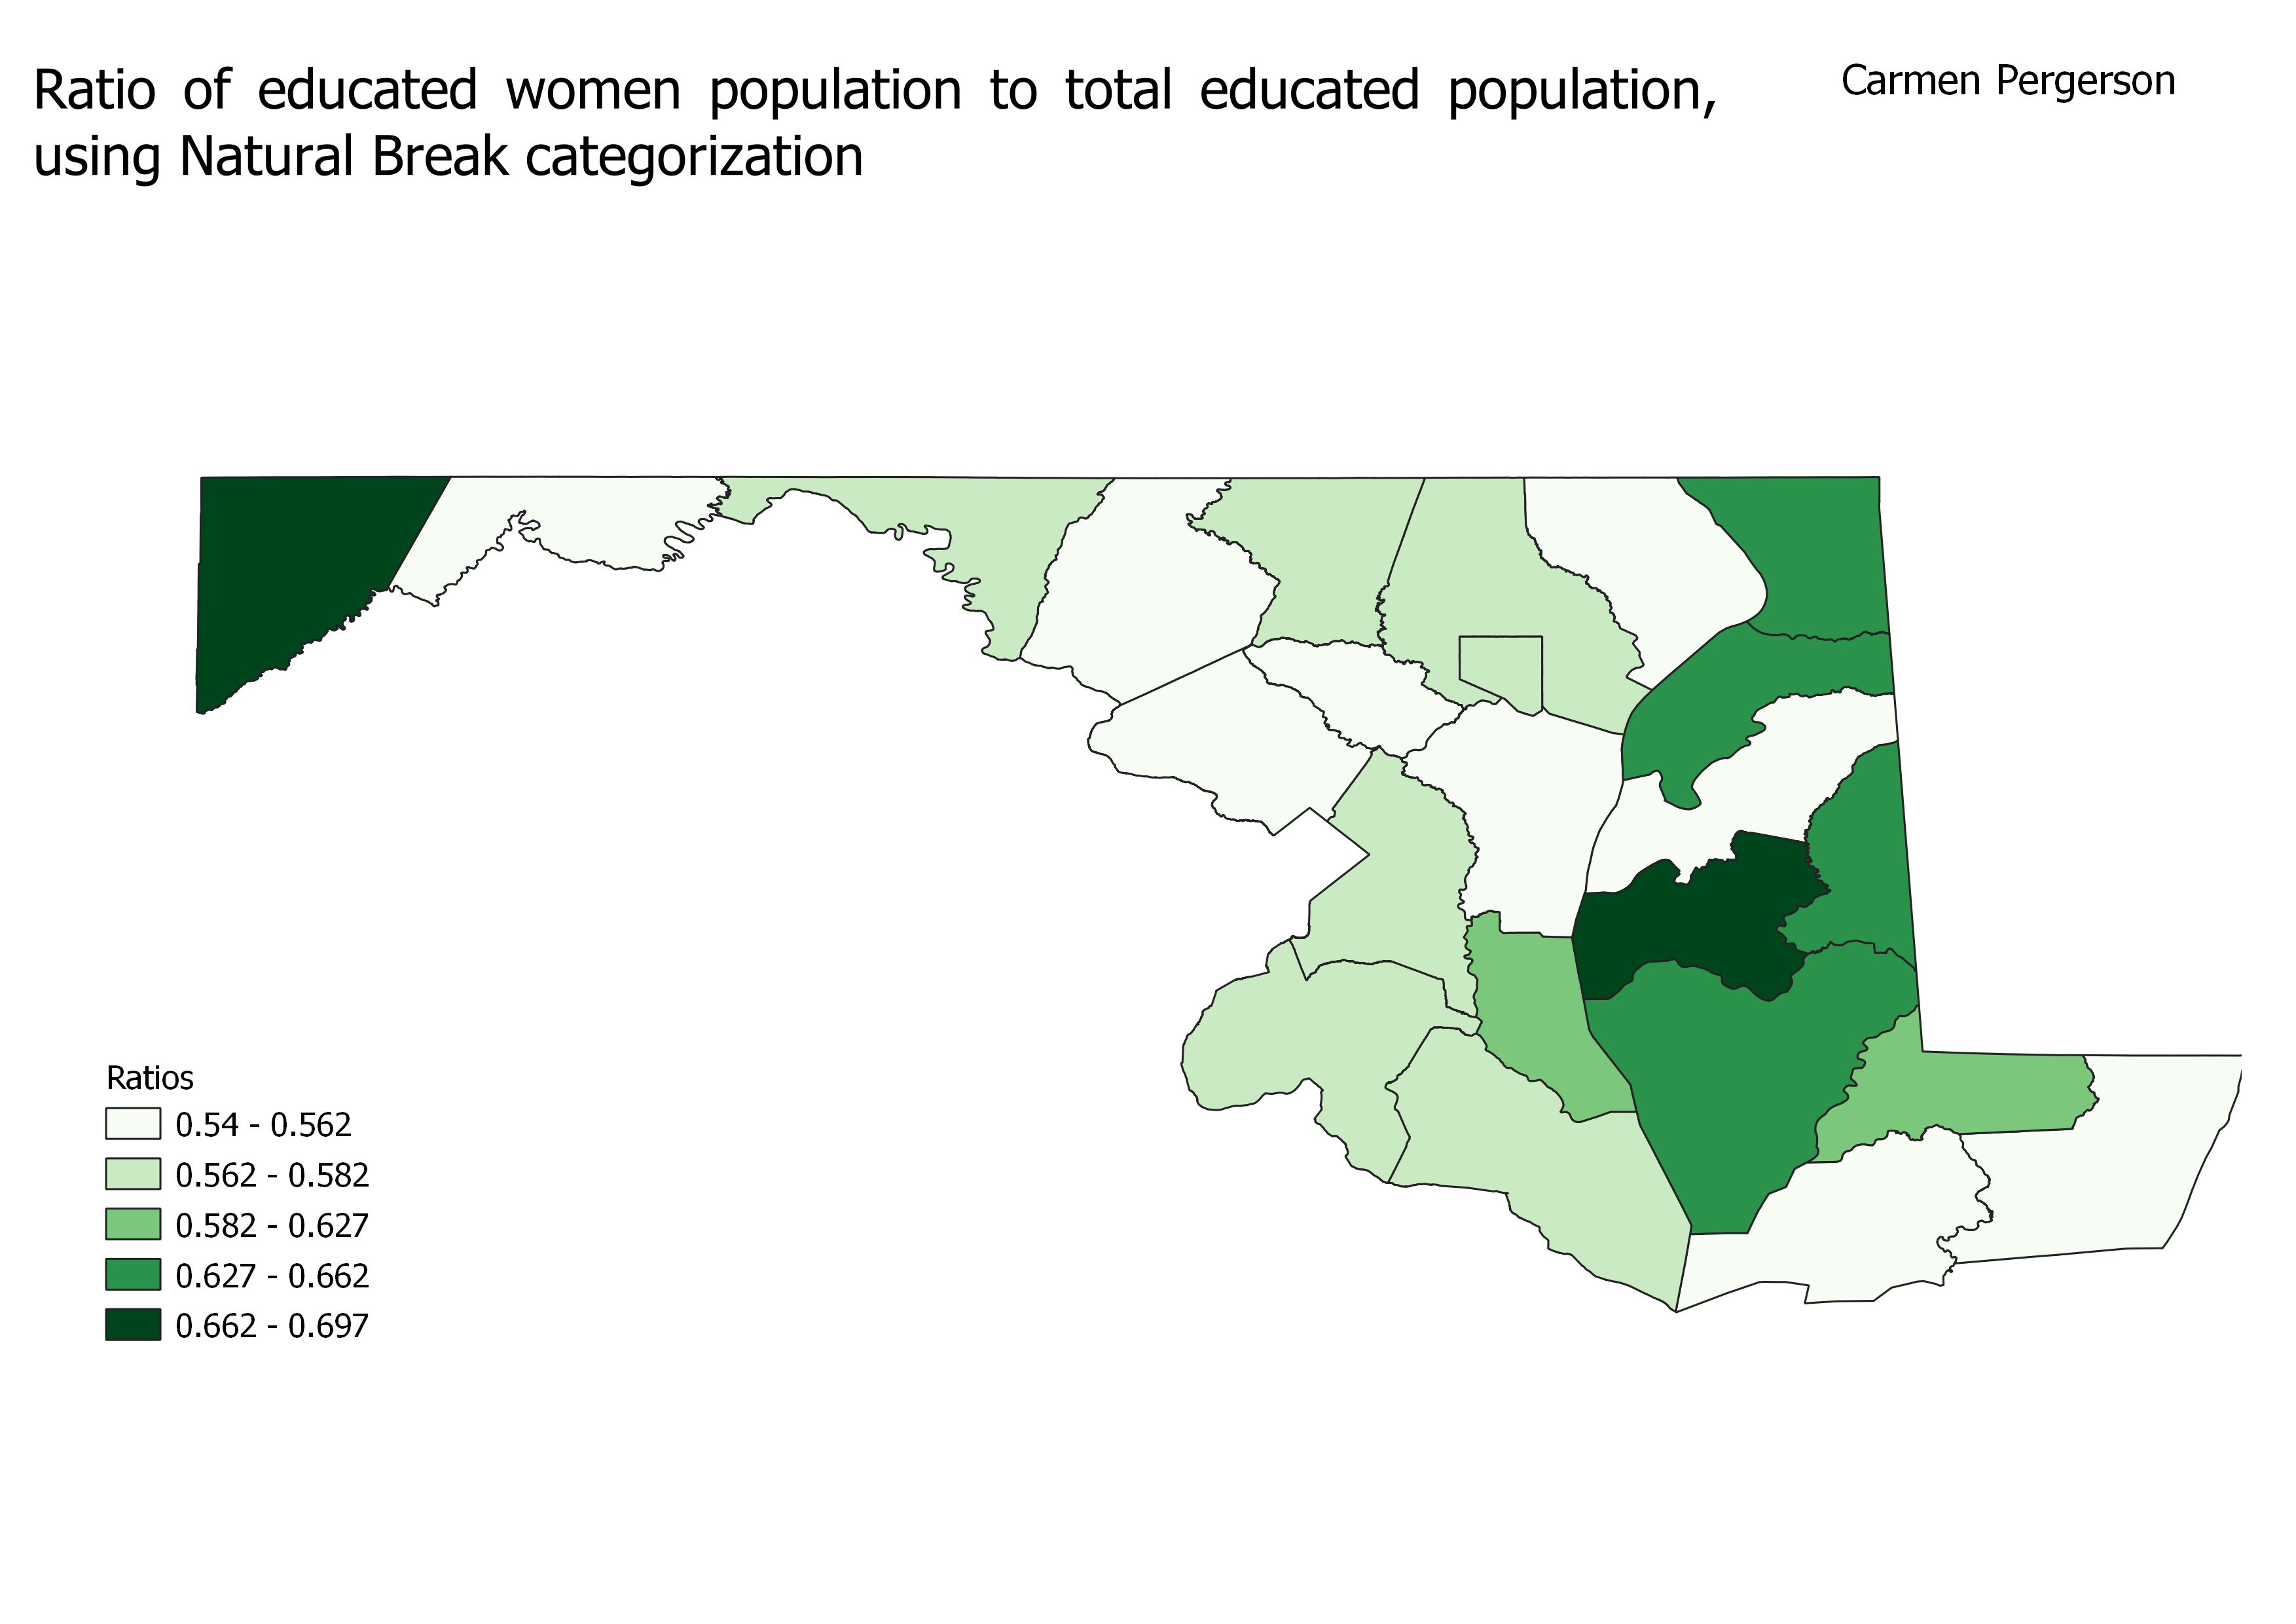 Ratio of educated women population to total educated population,
using Natural Break categorization
Carmen Pergerson
Ratios
0.54 - 0.562
0.562 - 0.582
0.582 - 0.627
0.627 - 0.662
0.662 - 0.697